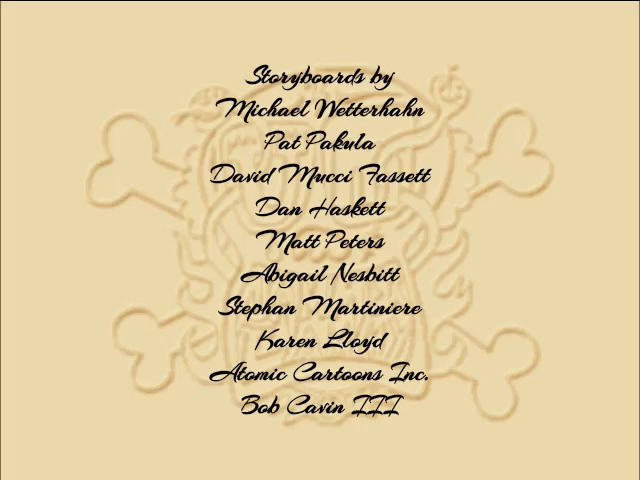 Storyboards by
Michael Wetterhahn
Pat Pakula
David Mucci Fassett
Dan Haskett
Matt Peters
Abigail Nesbitt
Stephan Martiniere
Karen Lloyd
Atomic Cartoons Inc.
Bob Cavin III